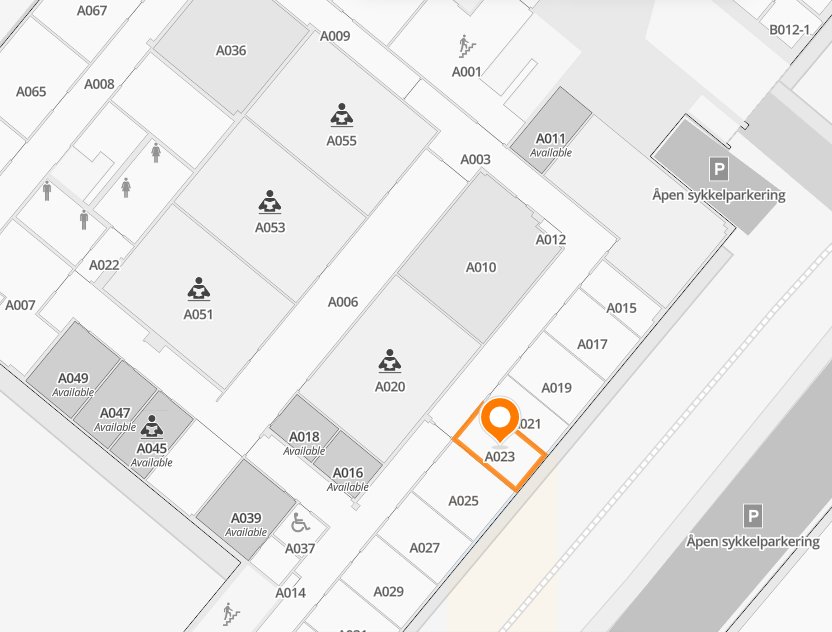 A067
A009
B012-1
A036
A001
A008
A065
A055
A011
Available
A003
P
Åpen sykkelparkering
A053
A012
A022
A010
A007
A006
A051
A015
A017
A049
Available
A020
A019
A047
Available
A021
A018
Available
A045
Available
A023
A016
Available
A025
A039
Available
P
Åpen sykkelparkering
A037
A027
A014
A029